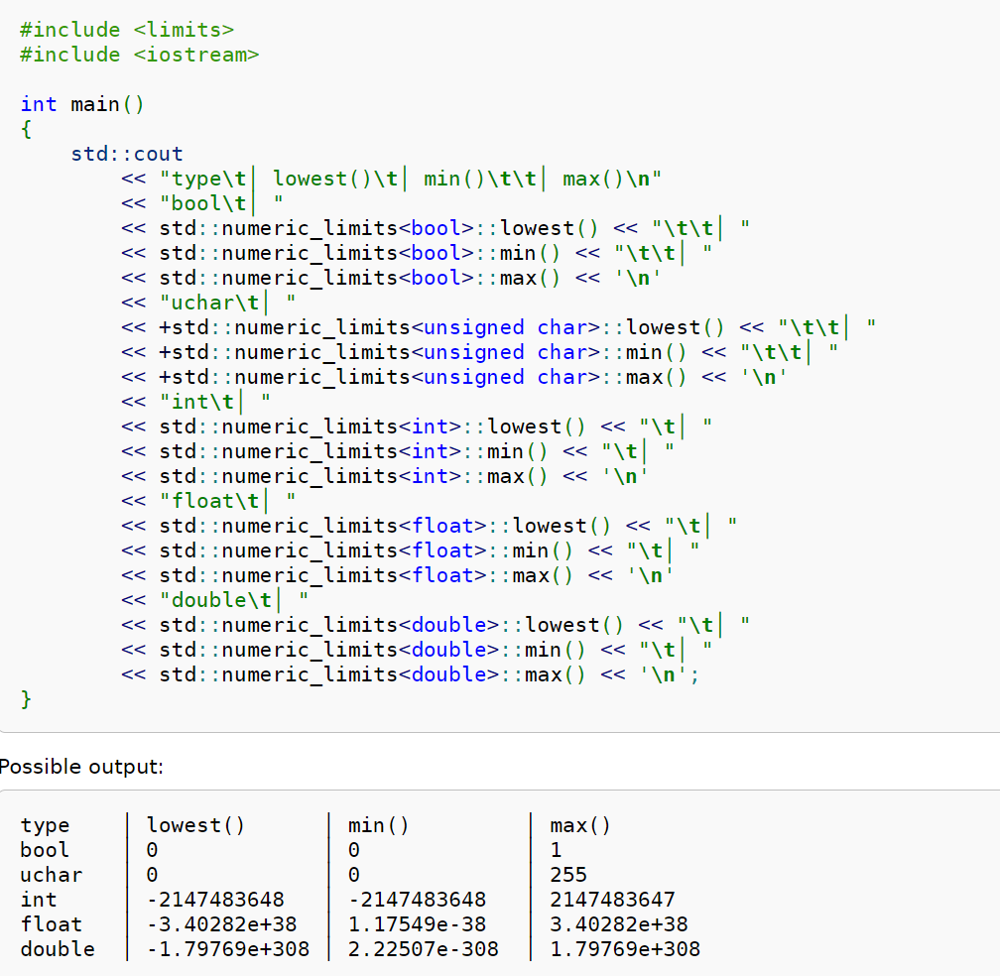 #include <limits>
#include <iostream>
int main()
{
std::cout
<< "type\t│ lowest()\t│ min()\t\t│ max()\n"
<< "bool\t│ "
<< std::numeric_limits<bool>::lowest() << "\t\t│ "
<< std::numeric_limits<bool>::min() << "\t\t│ "
<< std::numeric_limits<bool>::max() << '\n'
<< "uchar\t│ "
<< +std::numeric_limits<unsigned char>::lowest() << "\t\t│ "
<< +std::numeric_limits<unsigned char>::min() << "\t\t│ "
<< +std::numeric_limits<unsigned char>::max() << '\n'
<< "int\t│ "
<< std::numeric_limits<int>::lowest() << "\t│ "
<< std::numeric_limits<int>::min() << "\t│ "
<< std::numeric_limits<int>::max() << '\n'
<< "float\t│ "
<< std::numeric_limits<float>::lowest() << "\t│ "
<< std::numeric_limits<float>::min() << "\t│ "
<< std::numeric_limits<float>::max() << '\n'
<< "double\t│ "
<< std::numeric_limits<double>::lowest() << "\t│ "
<< std::numeric_limits<double>::min() << "\t│ "
<< std::numeric_limits<double>::max() << '\n';
}
Possible output:
type │ lowest() │ min() │ max()
bool │ 0 │ 0 │ 1
uchar │ 0 │ 0 │ 255
int │ -2147483648 │ -2147483648 │ 2147483647
float │ -3.40282e+38 │ 1.17549e-38 │ 3.40282e+38
double │ -1.79769e+308 │ 2.22507e-308 │ 1.79769e+308